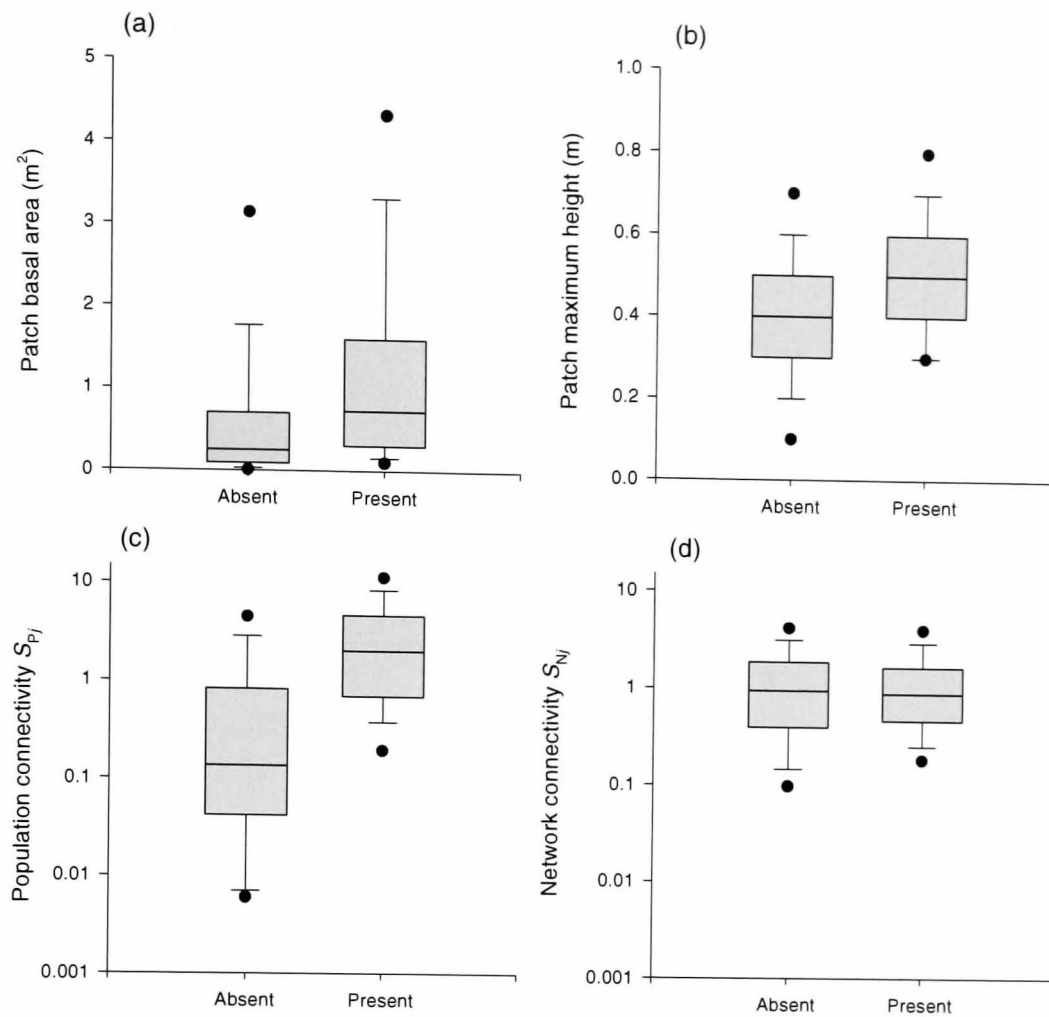 (a)
5
4
3
2
1
0
Patch basal area (m²)
Absent
Present
(b)
1.0
0.8
0.6
0.4
0.2
0.0
Patch maximum height (m)
Absent
Present
(c)
10
1
0.1
0.01
0.001
Population connectivity S_Pj
Absent
Present
(d)
10
1
0.1
0.01
0.001
Network connectivity S_Nj
Absent
Present